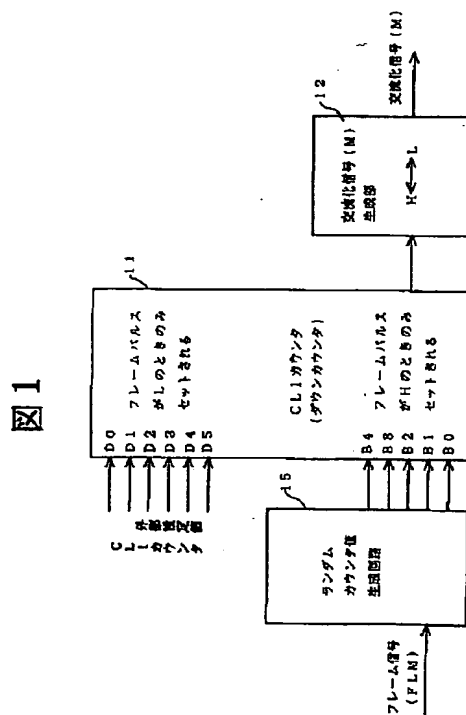 図1
フレーム信号
(FLM)
15
ランダム
カウンタ値
生成回路
CL1カウンタ
外部設定値
11
D0
D1
D2
D3
D4
D5
フレームパルス
がLのときのみ
セットされる
CL1カウンタ
(ダウンカウンタ)
B4
B8
B2
B1
B0
フレームパルス
がHのときのみ
セットされる
12
交流化信号(M)
生成部
H↔L
交流化信号(M)